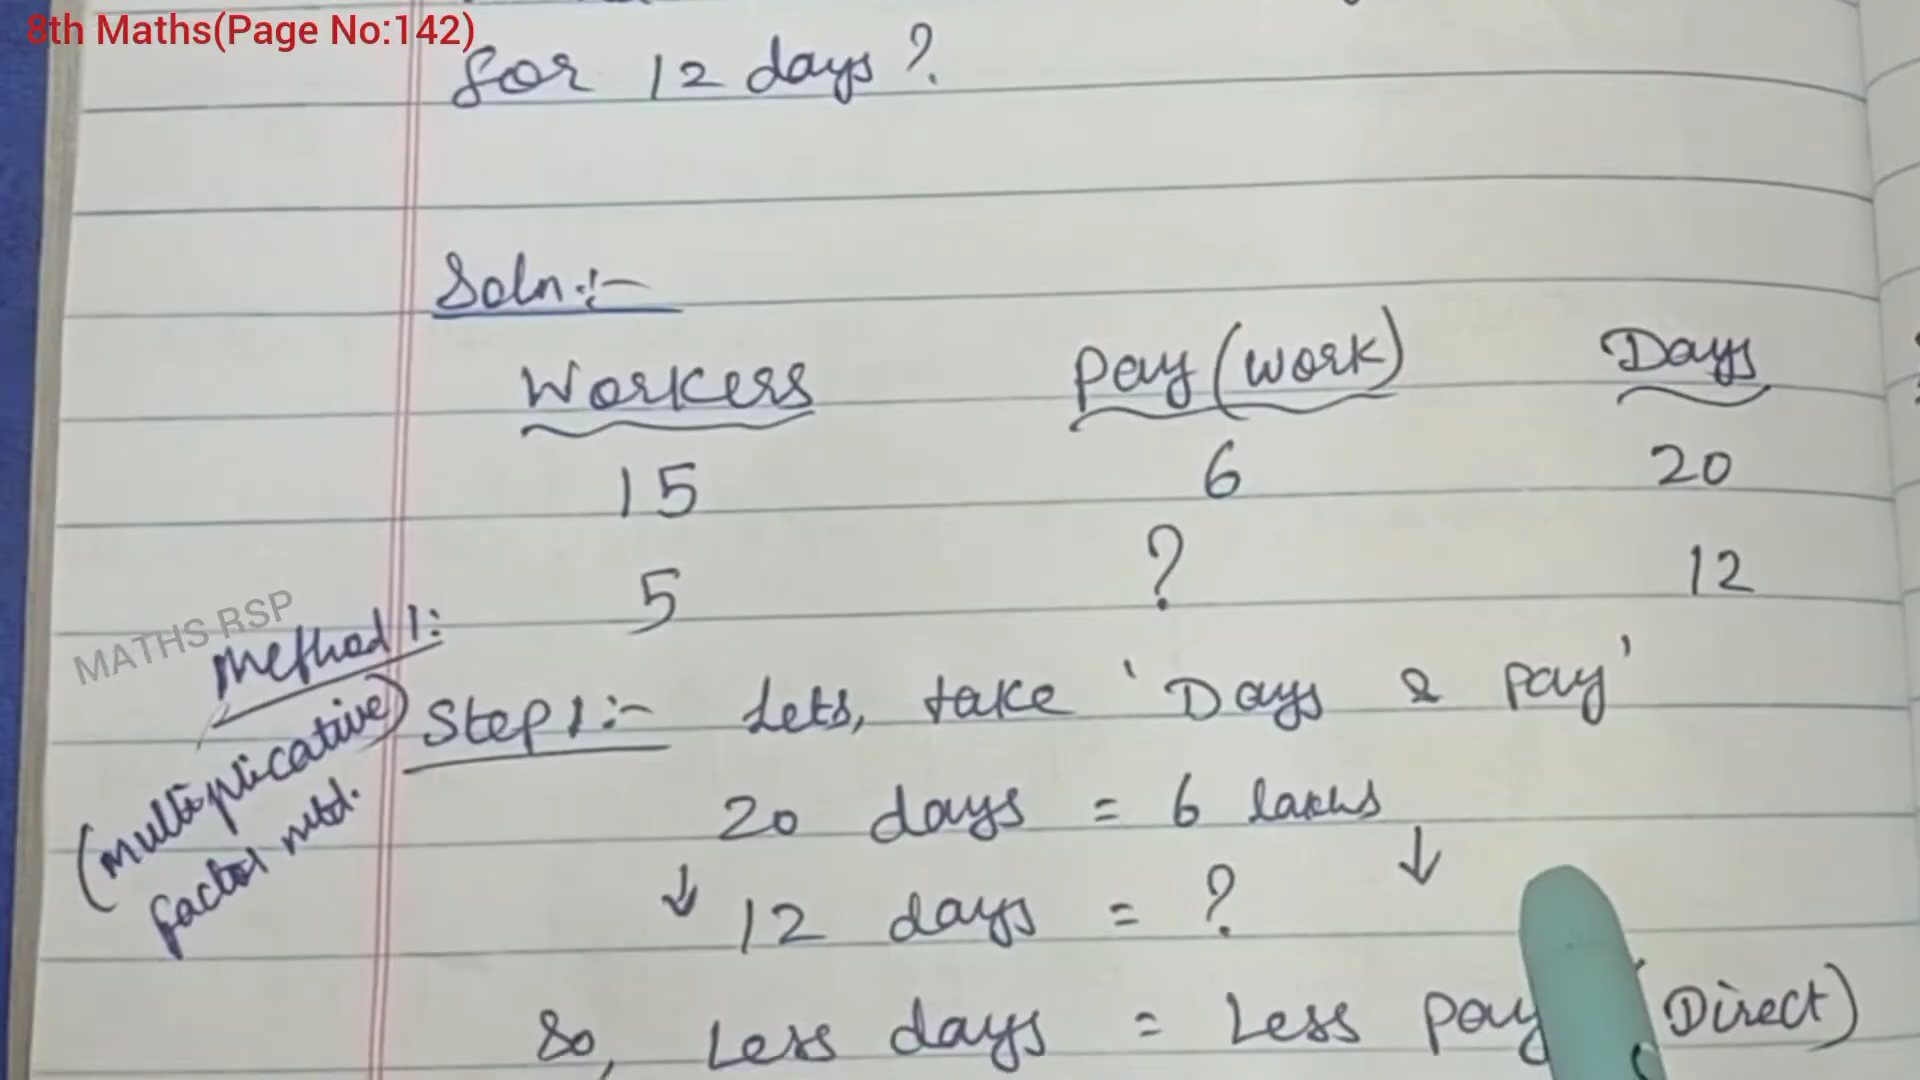 8th Maths(Page No:142)
for 12 days ?
Soln :-
Workers Pay (work) Days
15 6 20
5 ? 12
MATHS RSP
Method 1:
(multiplicative)
factor mtd.
Step 1 :- Lets, take ' Days & Pay '
20 days = 6 lakhs
↓ 12 days = ? ↓
So, Less days = Less pay (Direct)